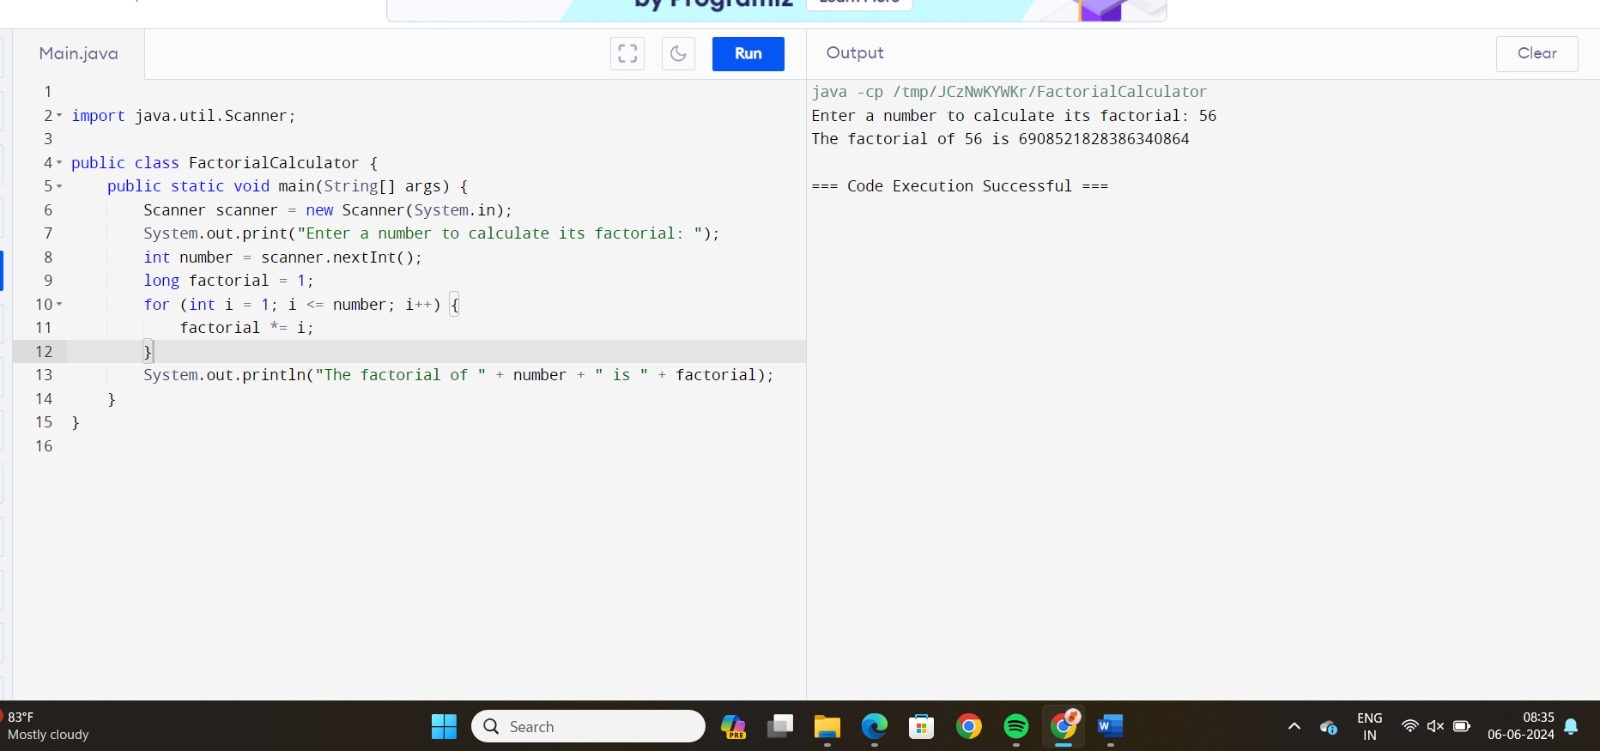 by Programiz
Learn More
Main.java
Run
Output
Clear
1
2 import java.util.Scanner;
3
4 public class FactorialCalculator {
5 public static void main(String[] args) {
6 Scanner scanner = new Scanner(System.in);
7 System.out.print("Enter a number to calculate its factorial: ");
8 int number = scanner.nextInt();
9 long factorial = 1;
10 for (int i = 1; i <= number; i++) {
11 factorial *= i;
12 }
13 System.out.println("The factorial of " + number + " is " + factorial);
14 }
15 }
16
java -cp /tmp/JCzNwKYWKr/FactorialCalculator
Enter a number to calculate its factorial: 56
The factorial of 56 is 6908521828386340864
=== Code Execution Successful ===
83°F
Mostly cloudy
Search
PRE
W
ENG
IN
08:35
06-06-2024